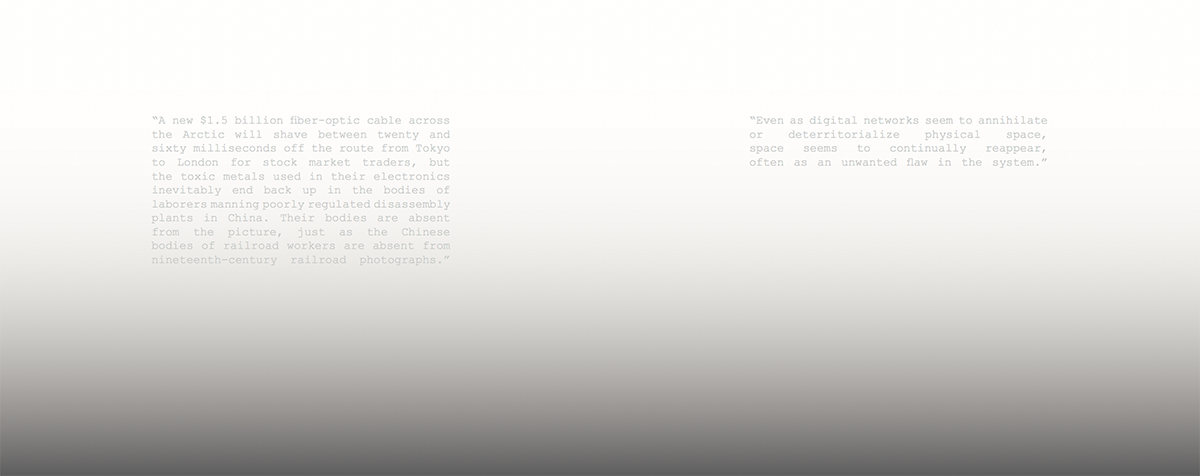 “A new $1.5 billion fiber-optic cable across
the Arctic will shave between twenty and
sixty milliseconds off the route from Tokyo
to London for stock market traders, but
the toxic metals used in their electronics
inevitably end back up in the bodies of
laborers manning poorly regulated disassembly
plants in China. Their bodies are absent
from the picture, just as the Chinese
bodies of railroad workers are absent from
nineteenth-century railroad photographs.”
“Even as digital networks seem to annihilate
or deterritorialize physical space,
space seems to continually reappear,
often as an unwanted flaw in the system.”